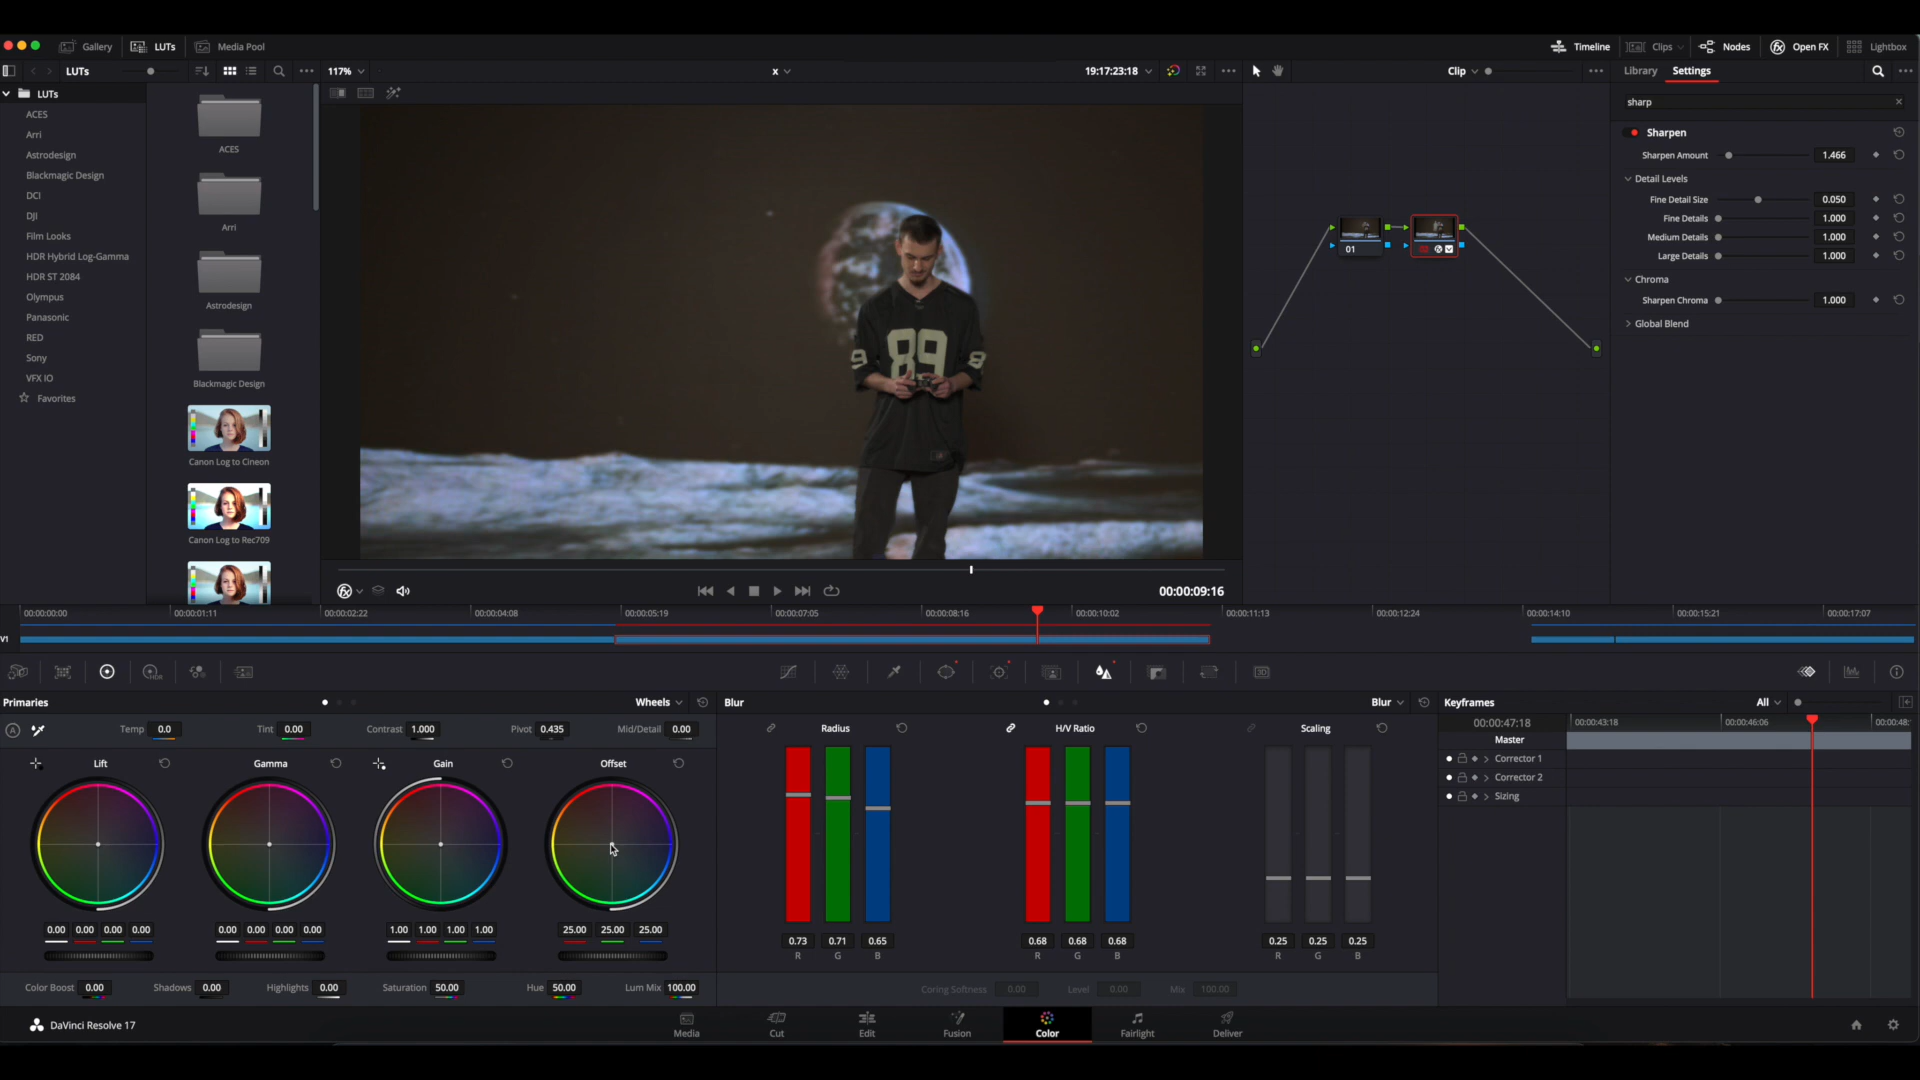 Gallery LUTs Media Pool Timeline Clips Nodes Open FX Lightbox
LUTs 117% x 19:17:23:18 Clip Library Settings
sharp
LUTs
ACES
Arri
Astrodesign
Blackmagic Design
DCI
DJI
Film Looks
HDR Hybrid Log-Gamma
HDR ST 2084
Olympus
Panasonic
RED
Sony
VFX IO
Favorites
ACES
Arri
Astrodesign
Blackmagic Design
Canon Log to Cineon
Canon Log to Rec709
89
9
8
01
Sharpen
Sharpen Amount 1.466
Detail Levels
Fine Detail Size 0.050
Fine Details 1.000
Medium Details 1.000
Large Details 1.000
Chroma
Sharpen Chroma 1.000
Global Blend
00:00:09:16
00:00:00:00 00:00:01:11 00:00:02:22 00:00:04:08 00:00:05:19 00:00:07:05 00:00:08:16 00:00:10:02 00:00:11:13 00:00:12:24 00:00:14:10 00:00:15:21 00:00:17:07
V1
HDR 3D
Primaries Wheels
Temp 0.0 Tint 0.00 Contrast 1.000 Pivot 0.435 Mid/Detail 0.00
Lift Gamma Gain Offset
0.00 0.00 0.00 0.00 0.00 0.00 0.00 0.00 1.00 1.00 1.00 1.00 25.00 25.00 25.00
Color Boost 0.00 Shadows 0.00 Highlights 0.00 Saturation 50.00 Hue 50.00 Lum Mix 100.00
Blur Blur
Radius H/V Ratio Scaling
0.73 0.71 0.65 0.68 0.68 0.68 0.25 0.25 0.25
R G B R G B R G B
Coring Softness 0.00 Level 0.00 Mix 100.00
Keyframes All
00:00:47:18 00:00:43:18 00:00:46:06 00:00:48:
Master
Corrector 1
Corrector 2
Sizing
DaVinci Resolve 17
Media Cut Edit Fusion Color Fairlight Deliver